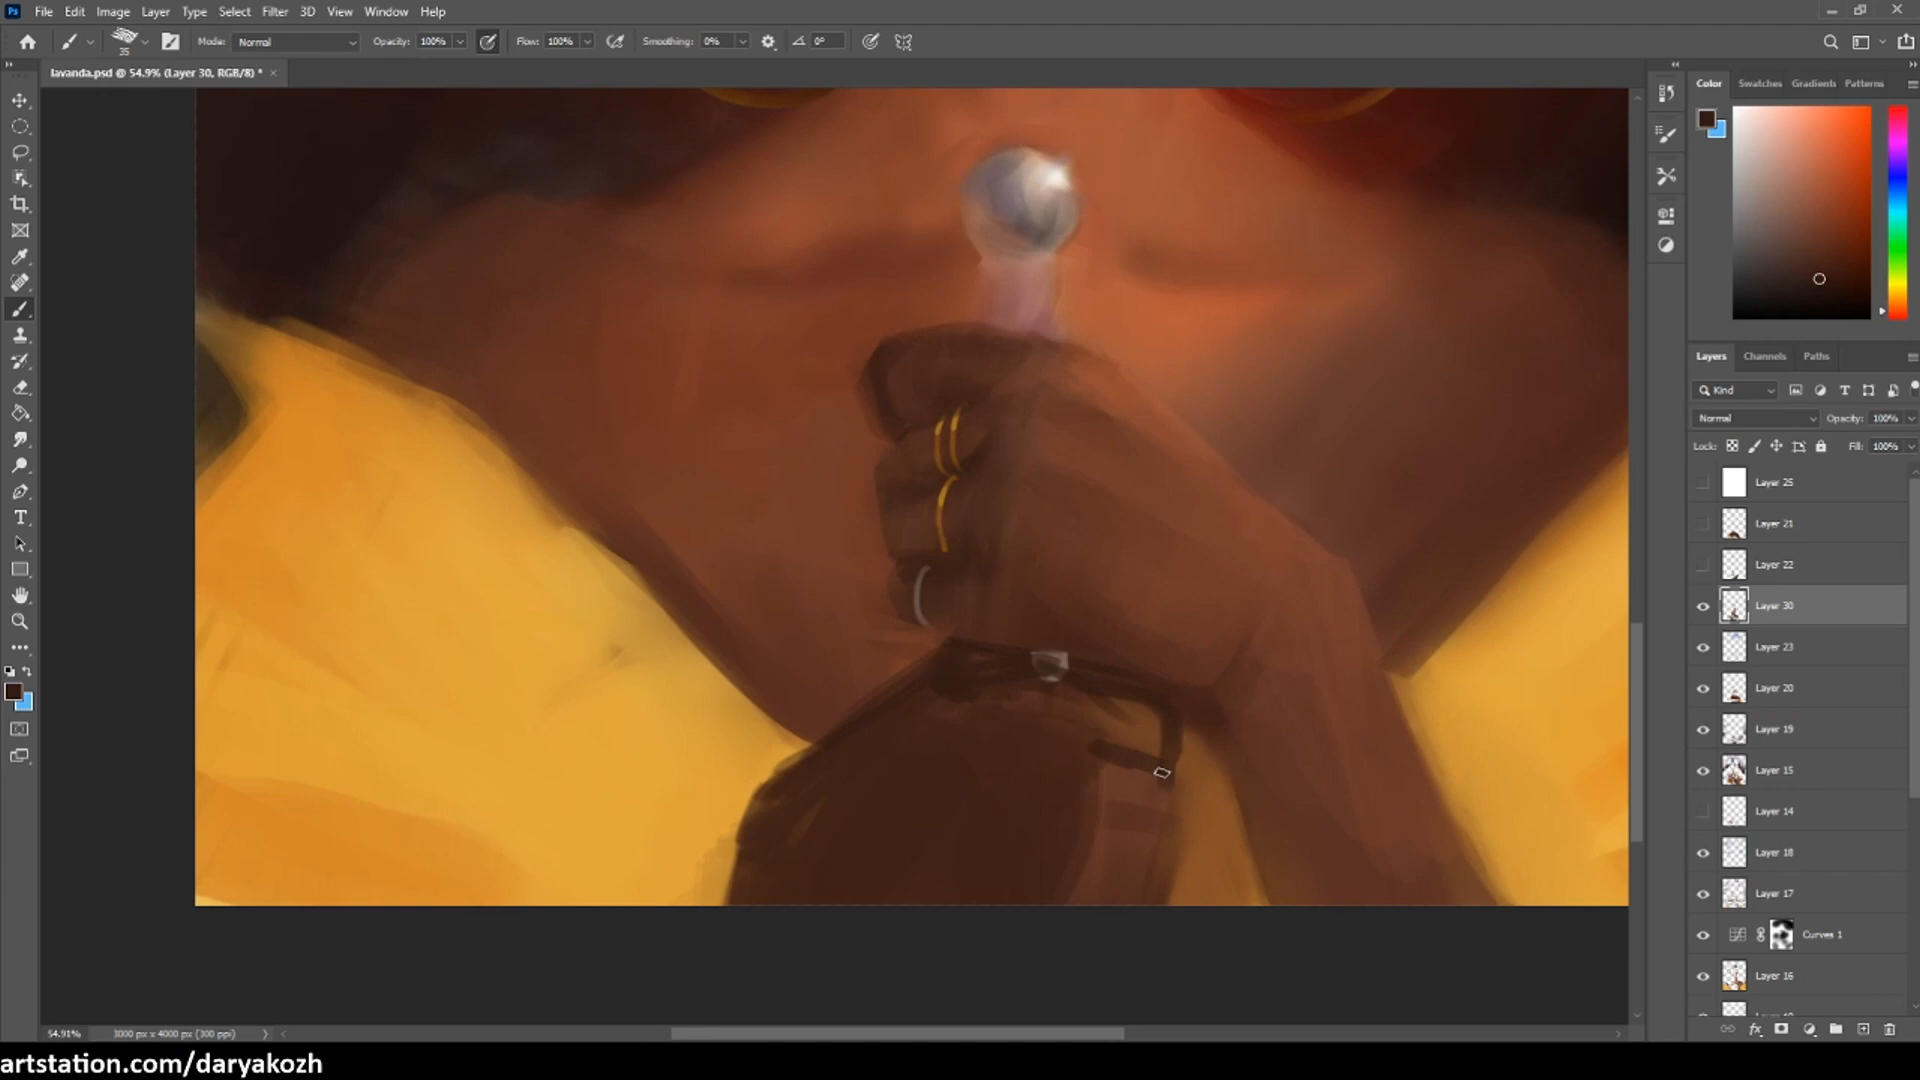 Ps File Edit Image Layer Type Select Filter 3D View Window Help
35 Mode: Normal Opacity: 100% Flow: 100% Smoothing: 0% 0°
lavanda.psd @ 54.9% (Layer 30, RGB/8) * ×
Color Swatches Gradients Patterns
Layers Channels Paths
Kind
Normal Opacity: 100%
Lock: Fill: 100%
Layer 25
Layer 21
Layer 22
Layer 30
Layer 23
Layer 20
Layer 19
Layer 15
Layer 14
Layer 18
Layer 17
Curves 1
Layer 16
54.91% 3000 px x 4000 px (300 ppi)
artstation.com/daryakozh